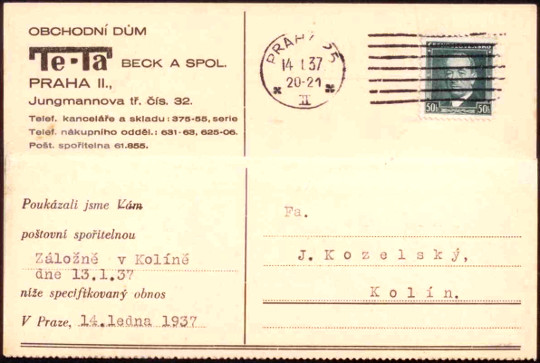 OBCHODNÍ DŮM
Te-Ta BECK A SPOL.
PRAHA II.,
Jungmannova tř. čís. 32.
Telef. kanceláře a skladu: 375-55, serie
Telef. nákupního odděl.: 631-63, 625-06.
Pošt. spořitelna 61.855.
PRAHA 25
14 I 37
20-21
II
ČESKOSLOVENSKO
50h 50h
Poukázali jsme Vám
poštovní spořitelnou
Záložně v Kolíně
dne 13.1.37
níže specifikovaný obnos
V Praze, 14.ledna 1937
Fa.
J. Kozelský,
Kolín.